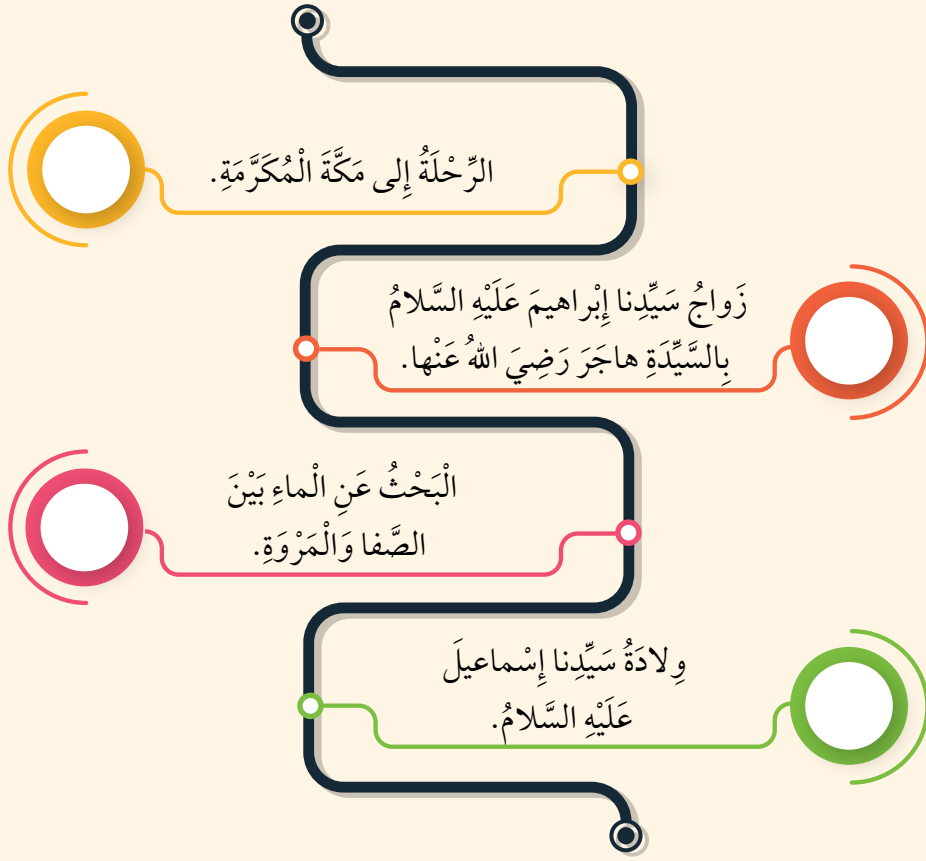 الرِّحْلَةُ إِلى مَكَّةَ الْمُكَرَّمَةِ.
زَواجُ سَيِّدِنا إِبْراهيمَ عَلَيْهِ السَّلامُ
بِالسَّيِّدَةِ هاجَرَ رَضِيَ اللهُ عَنْها.
الْبَحْثُ عَنِ الْماءِ بَيْنَ
الصَّفا وَالْمَرْوَةِ.
وِلادَةُ سَيِّدِنا إِسْماعيلَ
عَلَيْهِ السَّلامُ.